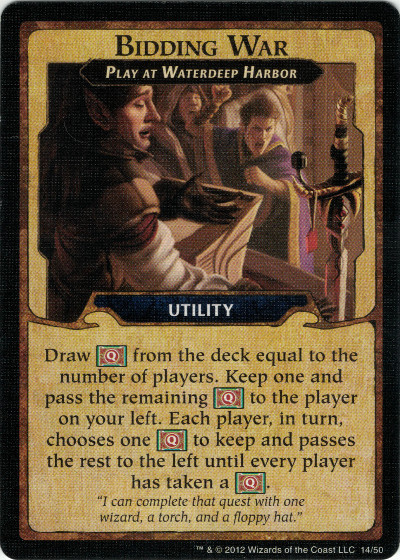 BIDDING WAR
PLAY AT WATERDEEP HARBOR
UTILITY
Draw Q from the deck equal to the
number of players. Keep one and
pass the remaining Q to the player
on your left. Each player, in turn,
chooses one Q to keep and passes
the rest to the left until every player
has taken a Q.
"I can complete that quest with one
wizard, a torch, and a floppy hat."
™ & © 2012 Wizards of the Coast LLC 14/50